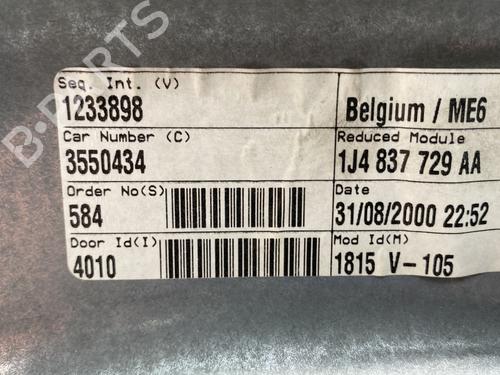 Seq. Int. (V)
1233898
Belgium / ME6
Car Number (C)
Reduced Module
3550434
1J4 837 729 AA
Order No(S)
Date
584
31/08/2000 22:52
Door Id(I)
Mod Id(M)
4010
1815 V-105
B-PARTS